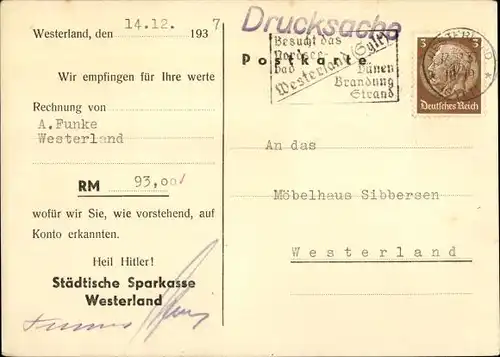 Westerland, den 14.12. 1937
Wir empfingen für Ihre werte
Rechnung von
A.Funke
Westerland
RM 93,00
wofür wir Sie, wie vorstehend, auf
Konto erkannten.
Heil Hitler!
Städtische Sparkasse
Westerland
Drucksache
Postkarte
Besucht das
Nordsee-
bad
Westerland (Sylt)
Dünen
Brandung
Strand
3 3
Deutsches Reich
An das
Möbelhaus Sibbersen
Westerland